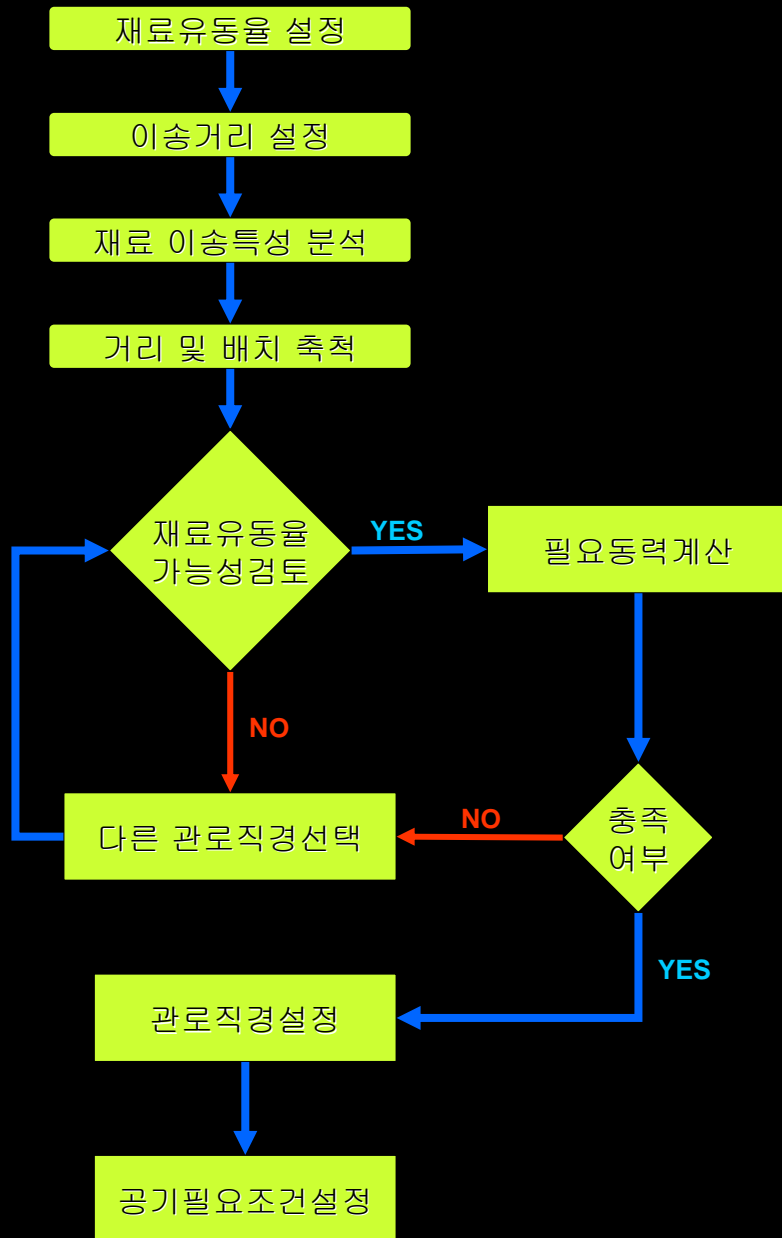 재료유동율 설정
이송거리 설정
재료 이송특성 분석
거리 및 배치 축척
재료유동율
가능성검토
YES
필요동력계산
NO
다른 관로직경선택
NO
충족
여부
YES
관로직경설정
공기필요조건설정